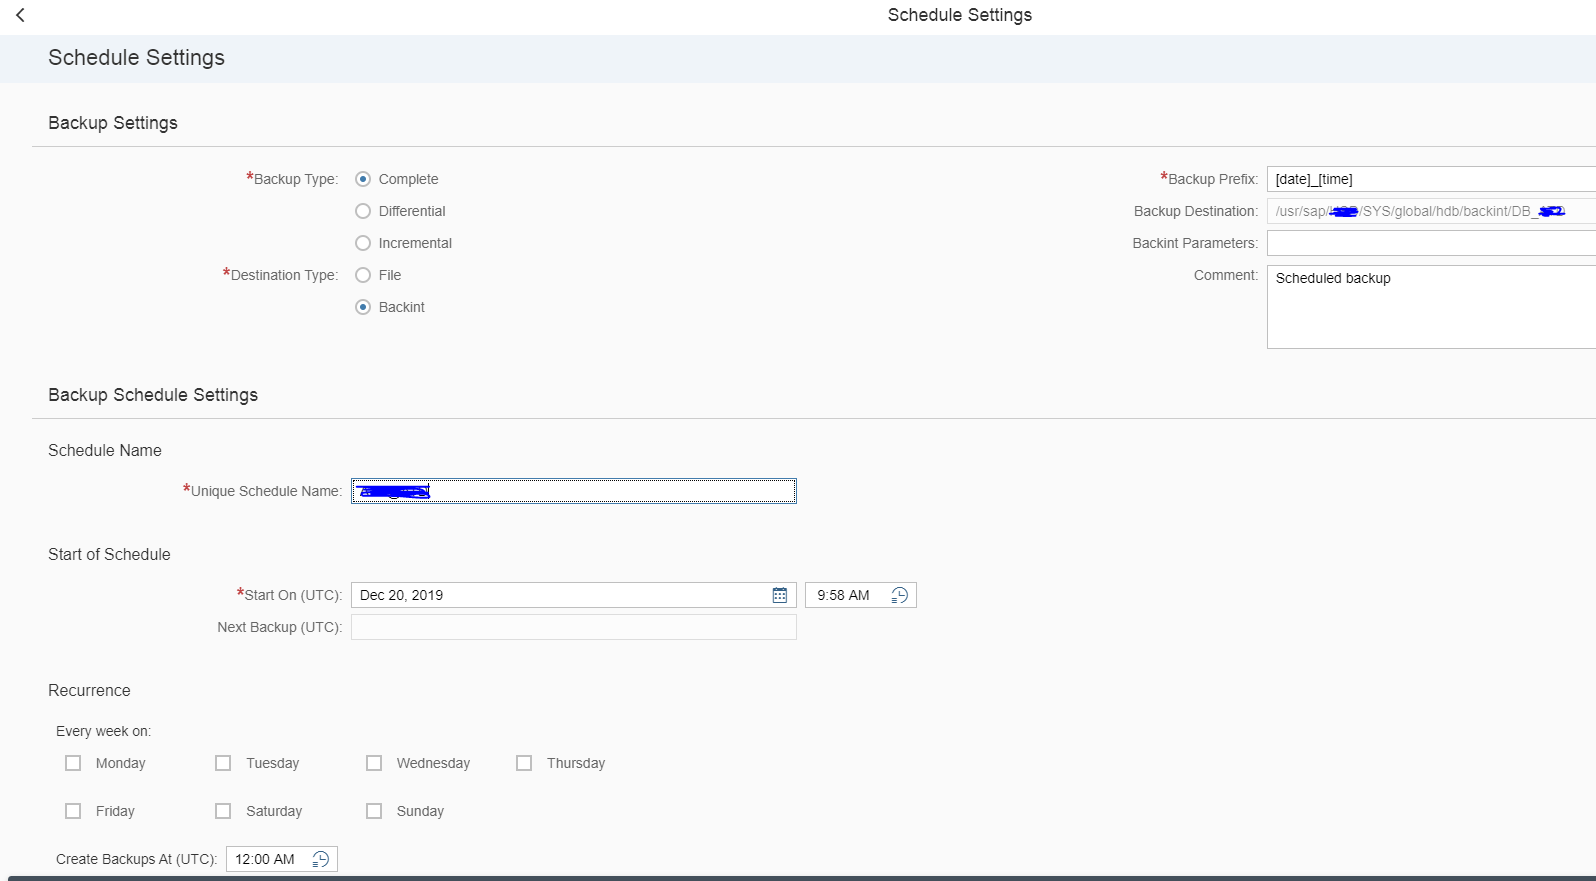 Schedule Settings
Schedule Settings
Backup Settings
*Backup Type: Complete
Differential
Incremental
*Destination Type: File
Backint
*Backup Prefix: [date]_[time]
Backup Destination: /usr/sap/ /SYS/global/hdb/backint/DB_
Backint Parameters:
Comment: Scheduled backup
Backup Schedule Settings
Schedule Name
*Unique Schedule Name:
Start of Schedule
*Start On (UTC): Dec 20, 2019 9:58 AM
Next Backup (UTC):
Recurrence
Every week on:
Monday Tuesday Wednesday Thursday
Friday Saturday Sunday
Create Backups At (UTC): 12:00 AM